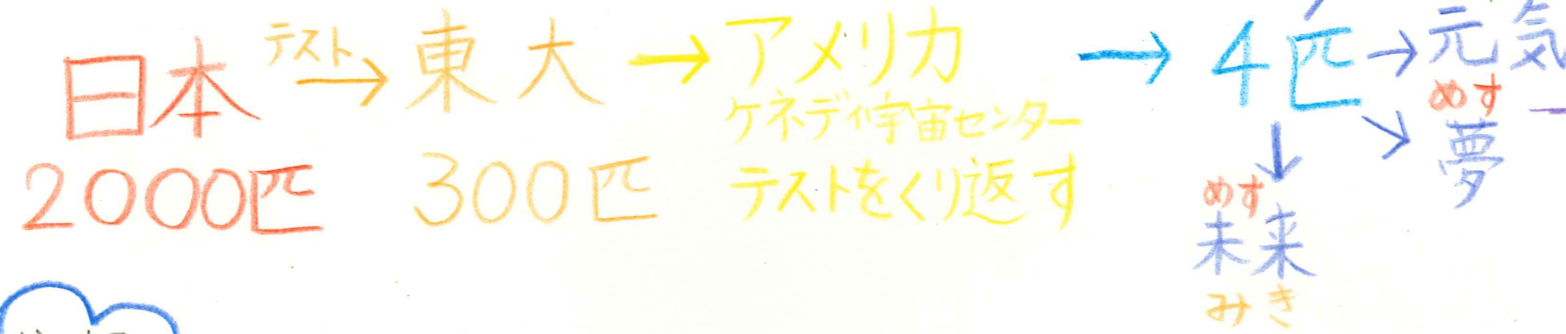 日本 テスト→ 東大 → アメリカ → 4匹 → 元気
ケネディ宇宙センター
2000匹 300匹 テストをくり返す
めす
夢
めす
未来
みき